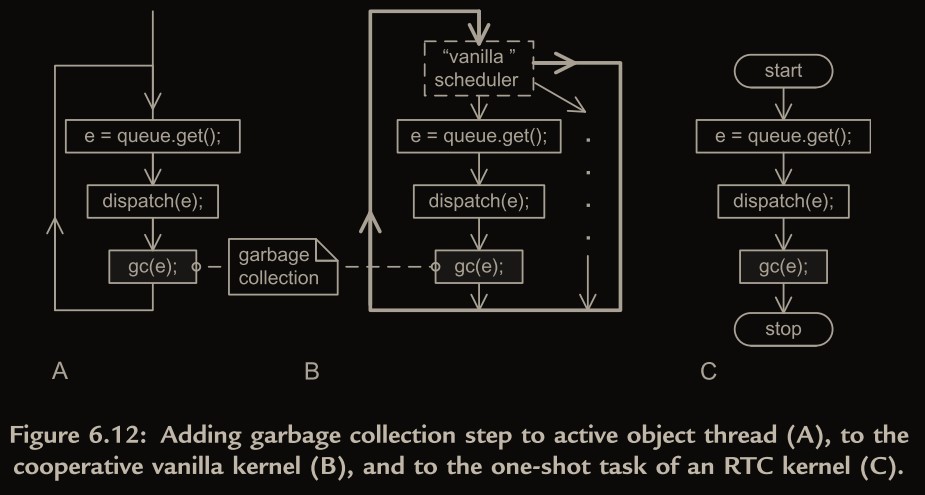 "vanilla "
scheduler
start
e = queue.get();
e = queue.get();
e = queue.get();
dispatch(e);
dispatch(e);
dispatch(e);
gc(e);
garbage
collection
gc(e);
gc(e);
stop
A
B
C
Figure 6.12: Adding garbage collection step to active object thread (A), to the
cooperative vanilla kernel (B), and to the one-shot task of an RTC kernel (C).